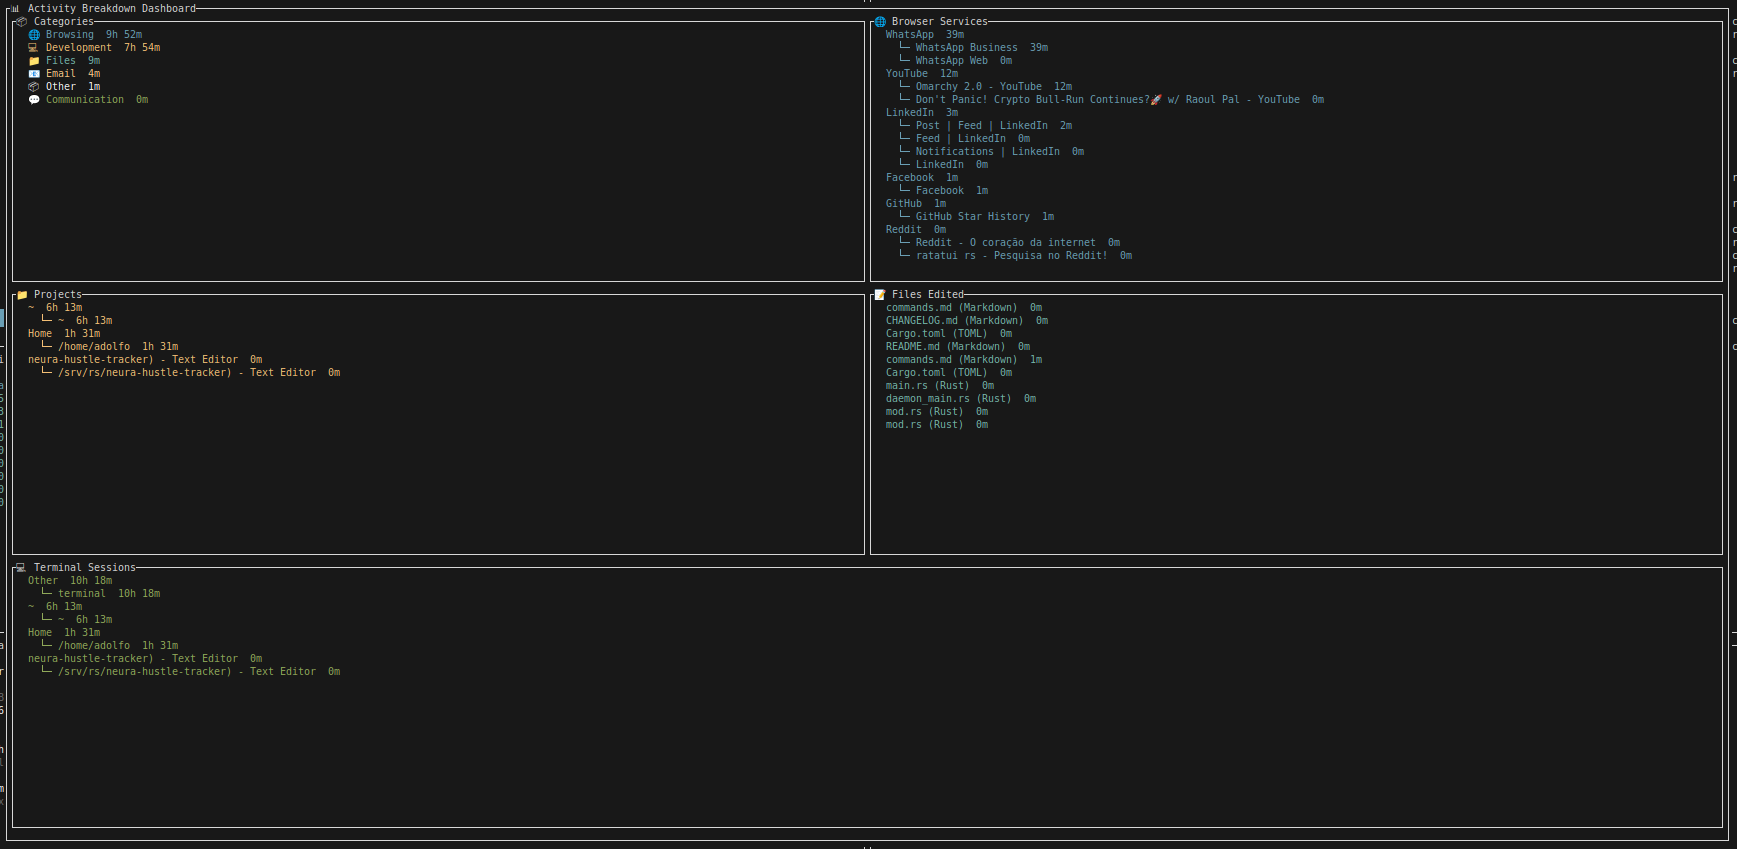 📊 Activity Breakdown Dashboard
📦 Categories
🌐 Browsing  9h 52m
💻 Development  7h 54m
📁 Files  9m
📧 Email  4m
📦 Other  1m
💬 Communication  0m
🌐 Browser Services
WhatsApp  39m
└─ WhatsApp Business  39m
└─ WhatsApp Web  0m
YouTube  12m
└─ Omarchy 2.0 - YouTube  12m
└─ Don't Panic! Crypto Bull-Run Continues?🚀 w/ Raoul Pal - YouTube  0m
LinkedIn  3m
└─ Post | Feed | LinkedIn  2m
└─ Feed | LinkedIn  0m
└─ Notifications | LinkedIn  0m
└─ LinkedIn  0m
Facebook  1m
└─ Facebook  1m
GitHub  1m
└─ GitHub Star History  1m
Reddit  0m
└─ Reddit - O coração da internet  0m
└─ ratatui rs - Pesquisa no Reddit!  0m
📁 Projects
~  6h 13m
└─ ~  6h 13m
Home  1h 31m
└─ /home/adolfo  1h 31m
neura-hustle-tracker) - Text Editor  0m
└─ /srv/rs/neura-hustle-tracker) - Text Editor  0m
📝 Files Edited
commands.md (Markdown)  0m
CHANGELOG.md (Markdown)  0m
Cargo.toml (TOML)  0m
README.md (Markdown)  0m
commands.md (Markdown)  1m
Cargo.toml (TOML)  0m
main.rs (Rust)  0m
daemon_main.rs (Rust)  0m
mod.rs (Rust)  0m
mod.rs (Rust)  0m
💻 Terminal Sessions
Other  10h 18m
└─ terminal  10h 18m
~  6h 13m
└─ ~  6h 13m
Home  1h 31m
└─ /home/adolfo  1h 31m
neura-hustle-tracker) - Text Editor  0m
└─ /srv/rs/neura-hustle-tracker) - Text Editor  0m